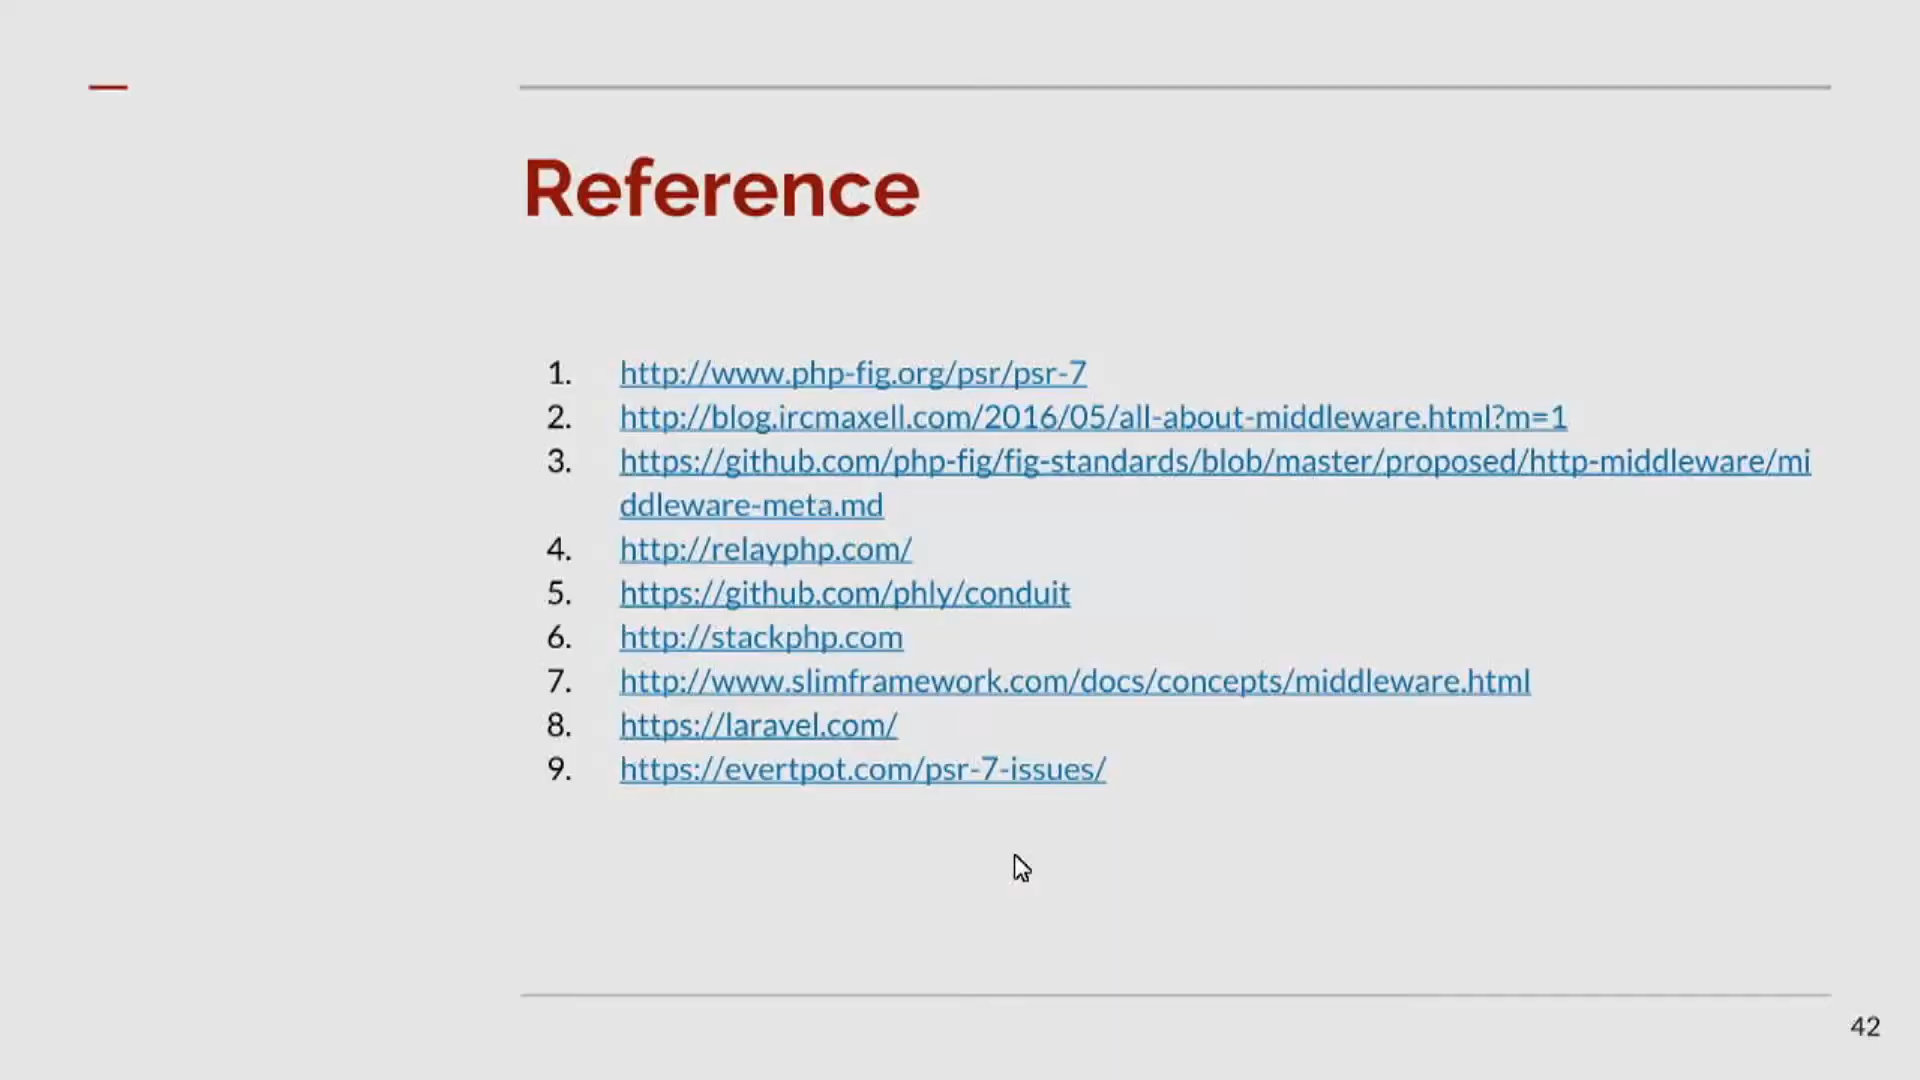 Reference
1. http://www.php-fig.org/psr/psr-7
2. http://blog.ircmaxell.com/2016/05/all-about-middleware.html?m=1
3. https://github.com/php-fig/fig-standards/blob/master/proposed/http-middleware/mi
ddleware-meta.md
4. http://relayphp.com/
5. https://github.com/phly/conduit
6. http://stackphp.com
7. http://www.slimframework.com/docs/concepts/middleware.html
8. https://laravel.com/
9. https://evertpot.com/psr-7-issues/
42